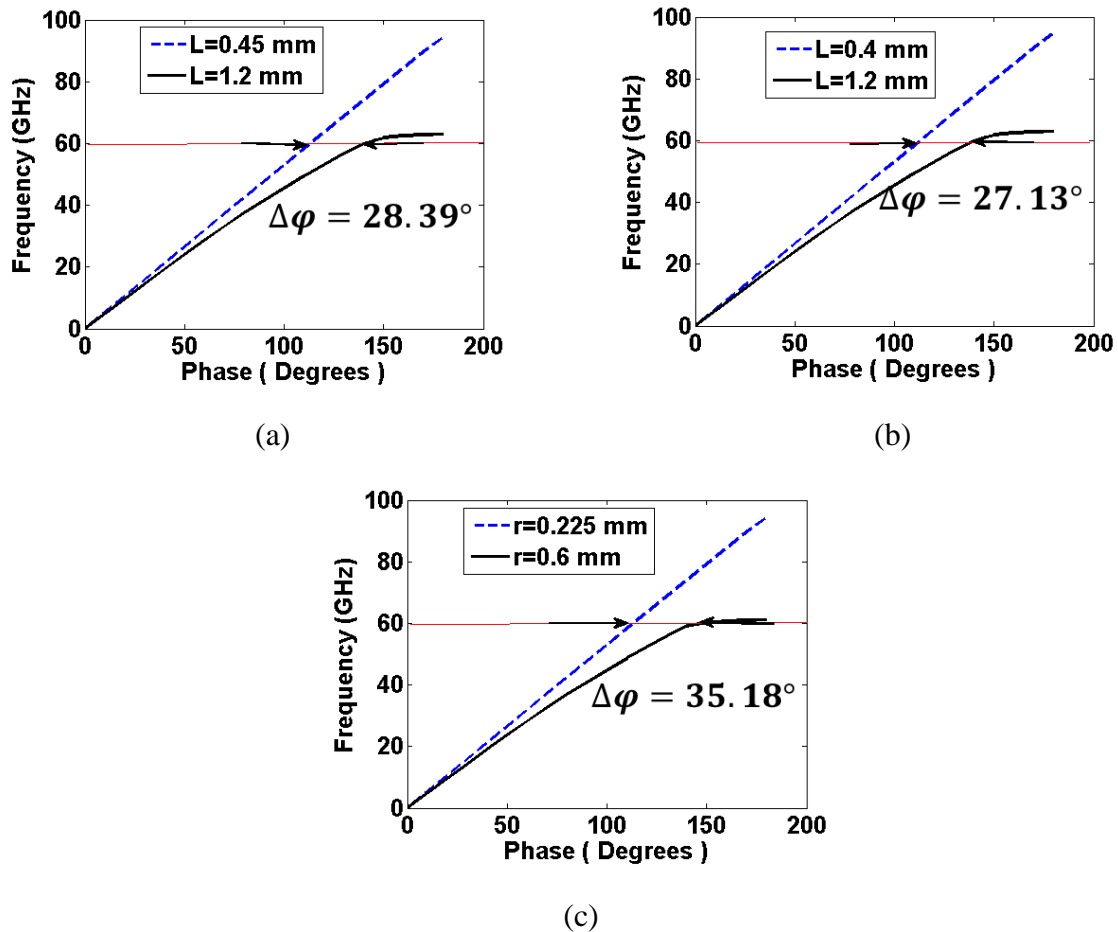 100
80
60
40
20
0
Frequency (GHz)
L=0.45 mm
L=1.2 mm
Δφ = 28.39°
0 50 100 150 200
Phase ( Degrees )
(a)
100
80
60
40
20
0
Frequency (GHz)
L=0.4 mm
L=1.2 mm
Δφ = 27.13°
0 50 100 150 200
Phase ( Degrees )
(b)
100
80
60
40
20
0
Frequency (GHz)
r=0.225 mm
r=0.6 mm
Δφ = 35.18°
0 50 100 150 200
Phase ( Degrees )
(c)